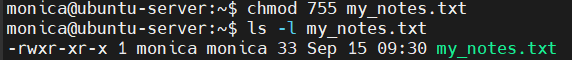 monica@ubuntu-server:~$ chmod 755 my_notes.txt
monica@ubuntu-server:~$ ls -l my_notes.txt
-rwxr-xr-x 1 monica monica 33 Sep 15 09:30 my_notes.txt